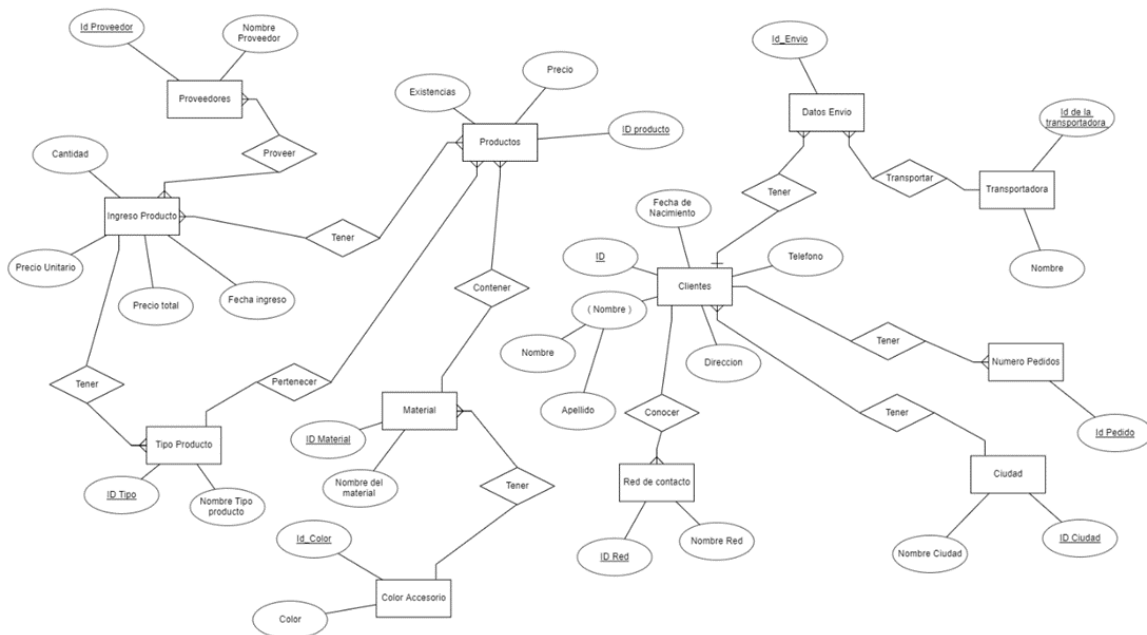 Id Proveedor
Nombre
Proveedor
Proveedores
Proveer
Cantidad
Ingreso Producto
Precio Unitario
Precio total
Fecha ingreso
Tener
Existencias
Precio
ID producto
Productos
Contener
Tener
Pertenecer
Tipo Producto
ID Tipo
Nombre Tipo
producto
Material
ID Material
Nombre del
material
Tener
Id_Color
Color
Color Accesorio
Id_Envio
Datos Envio
Id de la
transportadora
Transportar
Transportadora
Nombre
Tener
Fecha de
Nacimiento
ID
Telefono
Clientes
( Nombre )
Nombre
Apellido
Direccion
Conocer
Red de contacto
ID Red
Nombre Red
Tener
Numero Pedidos
Id Pedido
Tener
Ciudad
Nombre Ciudad
ID Ciudad